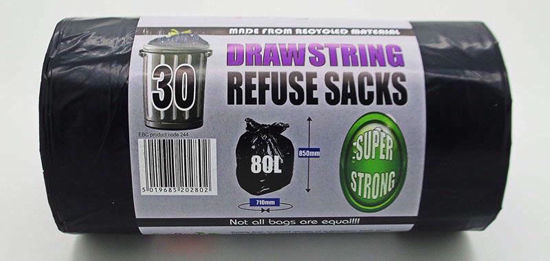 MADE FROM RECYCLED MATERIAL
30
DRAWSTRING
REFUSE SACKS
EBC product code 244
5 019685 202802
80L
850mm
710mm
SUPER
STRONG
Not all bags are equal!!!